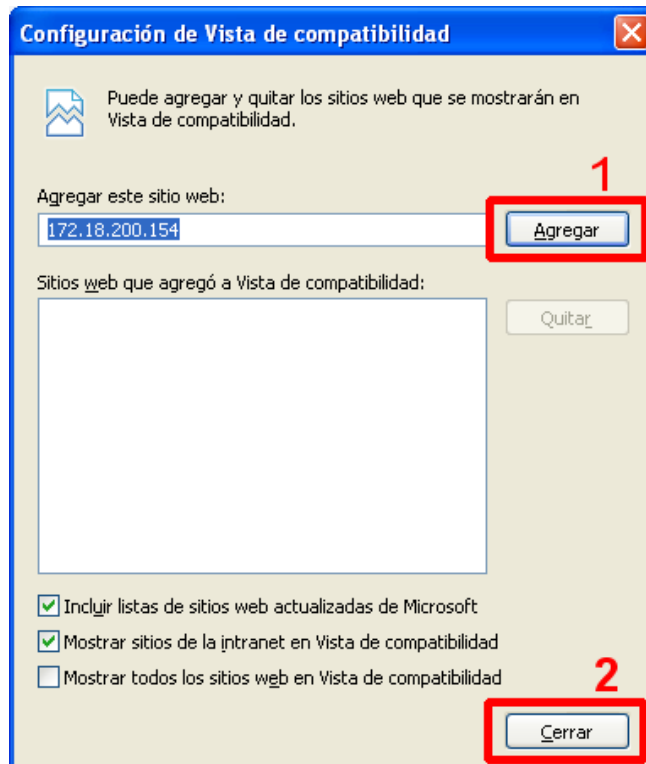 Configuración de Vista de compatibilidad
Puede agregar y quitar los sitios web que se mostrarán en
Vista de compatibilidad.
1
Agregar este sitio web:
172.18.200.154
Agregar
Sitios web que agregó a Vista de compatibilidad:
Quitar
Incluir listas de sitios web actualizadas de Microsoft
Mostrar sitios de la intranet en Vista de compatibilidad
Mostrar todos los sitios web en Vista de compatibilidad
2
Cerrar